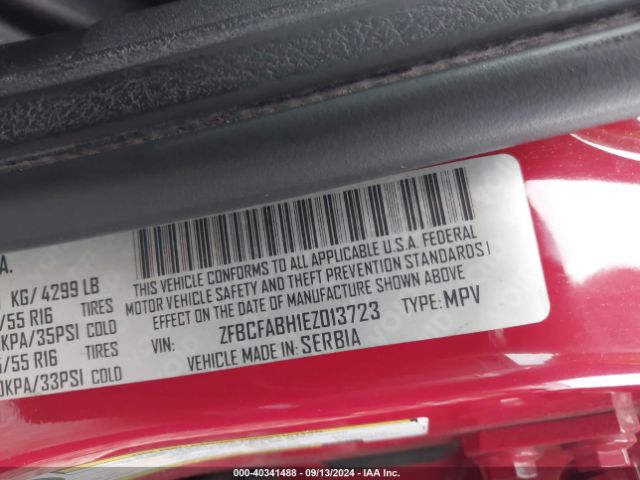 A.
KG/ 4299 LB
THIS VEHICLE CONFORMS TO ALL APPLICABLE U.S.A. FEDERAL
/55 R16 TIRES
MOTOR VEHICLE SAFETY AND THEFT PREVENTION STANDARDS I
KPA/35PSI COLD
EFFECT ON THE DATE OF MANUFACTURE SHOWN ABOVE
/55 R16 TIRES
VIN: ZFBCFABH1EZ013723 TYPE: MPV
0KPA/33PSI COLD
VEHICLE MADE IN: SERBIA
000-40341488 - 09/13/2024 - IAA Inc.